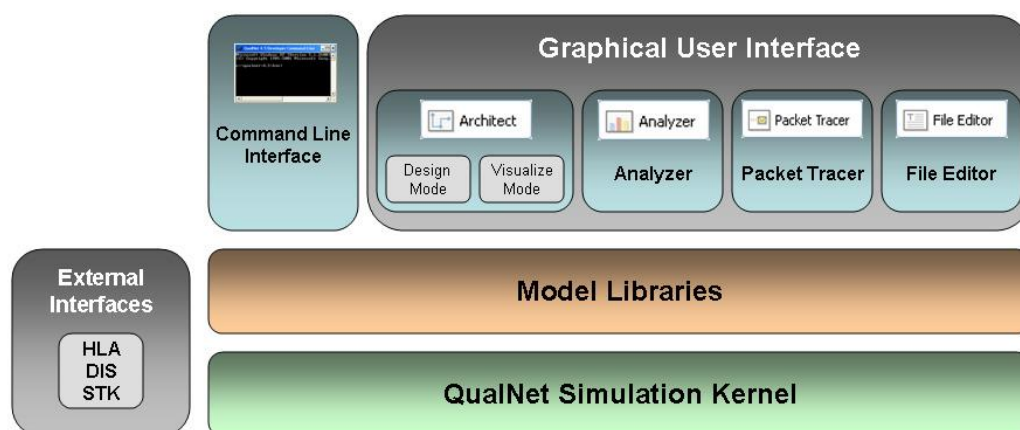 Graphical User Interface
Command Line
Interface
Architect
Design
Mode
Visualize
Mode
Analyzer
Analyzer
Packet Tracer
Packet Tracer
File Editor
File Editor
External
Interfaces
HLA
DIS
STK
Model Libraries
QualNet Simulation Kernel